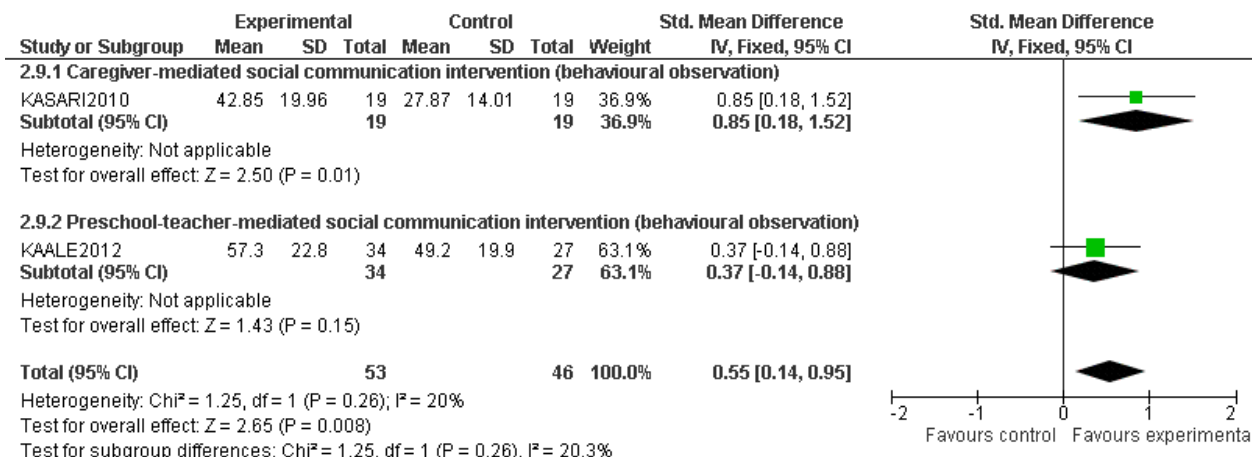 Experimental Control Std. Mean Difference Std. Mean Difference
Study or Subgroup Mean SD Total Mean SD Total Weight IV, Fixed, 95% CI IV, Fixed, 95% CI
2.9.1 Caregiver-mediated social communication intervention (behavioural observation)
KASARI2010 42.85 19.96 19 27.87 14.01 19 36.9% 0.85 [0.18, 1.52]
Subtotal (95% CI) 19 19 36.9% 0.85 [0.18, 1.52]
Heterogeneity: Not applicable
Test for overall effect: Z = 2.50 (P = 0.01)
2.9.2 Preschool-teacher-mediated social communication intervention (behavioural observation)
KAALE2012 57.3 22.8 34 49.2 19.9 27 63.1% 0.37 [-0.14, 0.88]
Subtotal (95% CI) 34 27 63.1% 0.37 [-0.14, 0.88]
Heterogeneity: Not applicable
Test for overall effect: Z = 1.43 (P = 0.15)
Total (95% CI) 53 46 100.0% 0.55 [0.14, 0.95]
Heterogeneity: Chi² = 1.25, df = 1 (P = 0.26); I² = 20%
Test for overall effect: Z = 2.65 (P = 0.008)
Test for subgroup differences: Chi² = 1.25, df = 1 (P = 0.26), I² = 20.3%
-2 -1 0 1 2
Favours control Favours experimenta